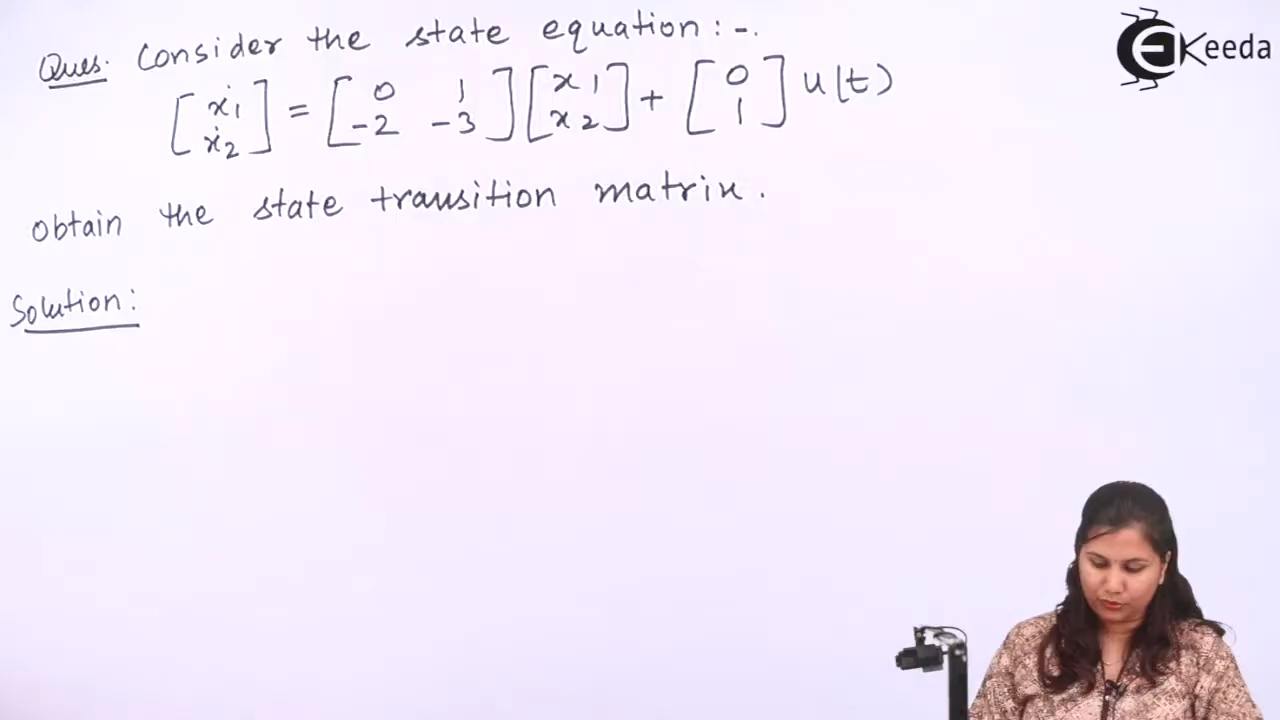 Ques. Consider the state equation:-.
[ẋ1 ẋ2] = [0 1 -2 -3] [x1 x2] + [0 1] u(t)
obtain the state transition matrix.
Solution:
EKeeda